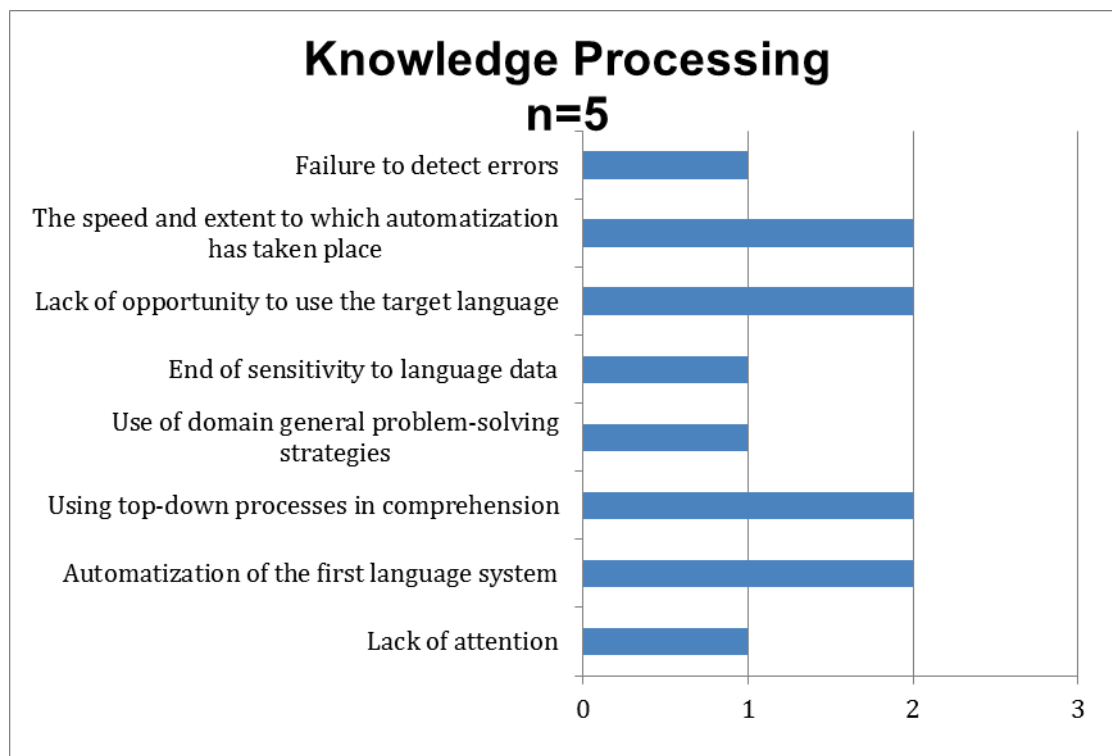 Knowledge Processing
n=5
Failure to detect errors
The speed and extent to which automatization
has taken place
Lack of opportunity to use the target language
End of sensitivity to language data
Use of domain general problem-solving
strategies
Using top-down processes in comprehension
Automatization of the first language system
Lack of attention
0 1 2 3